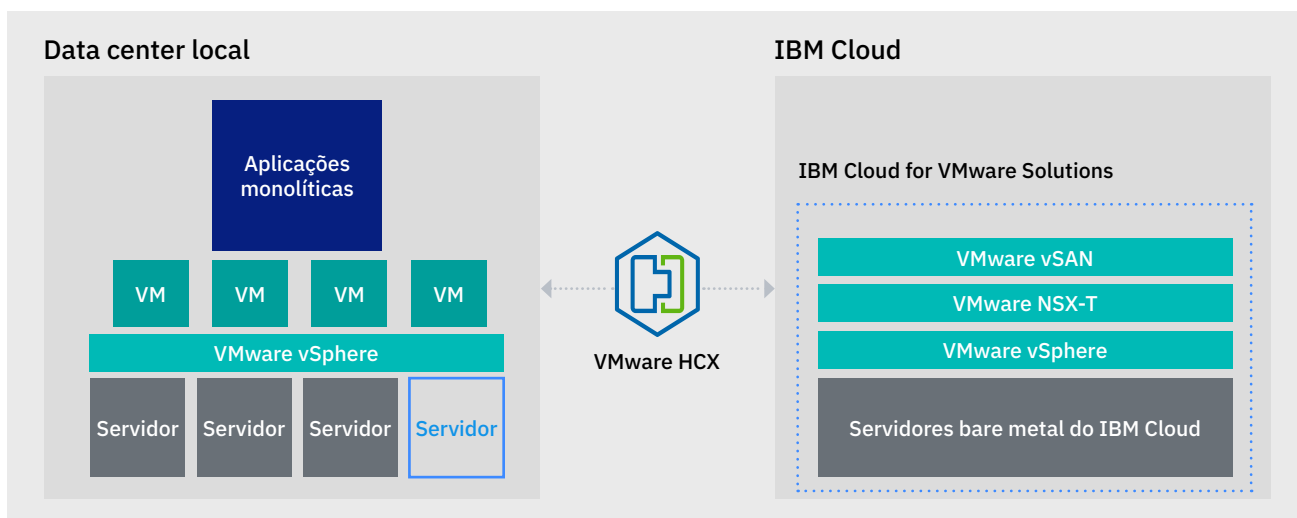 Data center local
IBM Cloud
Aplicações
monolíticas
VM
VM
VM
VM
VMware vSphere
Servidor
Servidor
Servidor
Servidor
VMware HCX
IBM Cloud for VMware Solutions
VMware vSAN
VMware NSX-T
VMware vSphere
Servidores bare metal do IBM Cloud